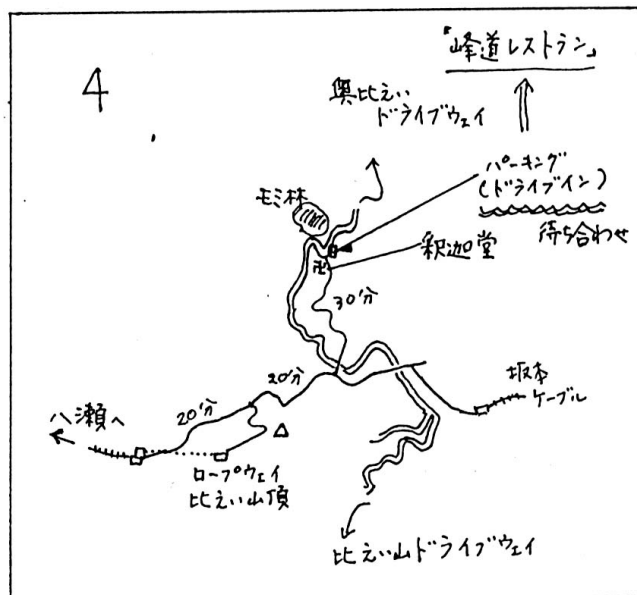 4
「峰道レストラン」
奥比えい
ドライブウェイ
パーキング
(ドライブイン)
待ち合わせ
モミ林
釈迦堂
卍
30分
20分
20分
坂本
ケーブル
八瀬へ
ロープウェイ
比えい山頂
比えい山ドライブウェイ